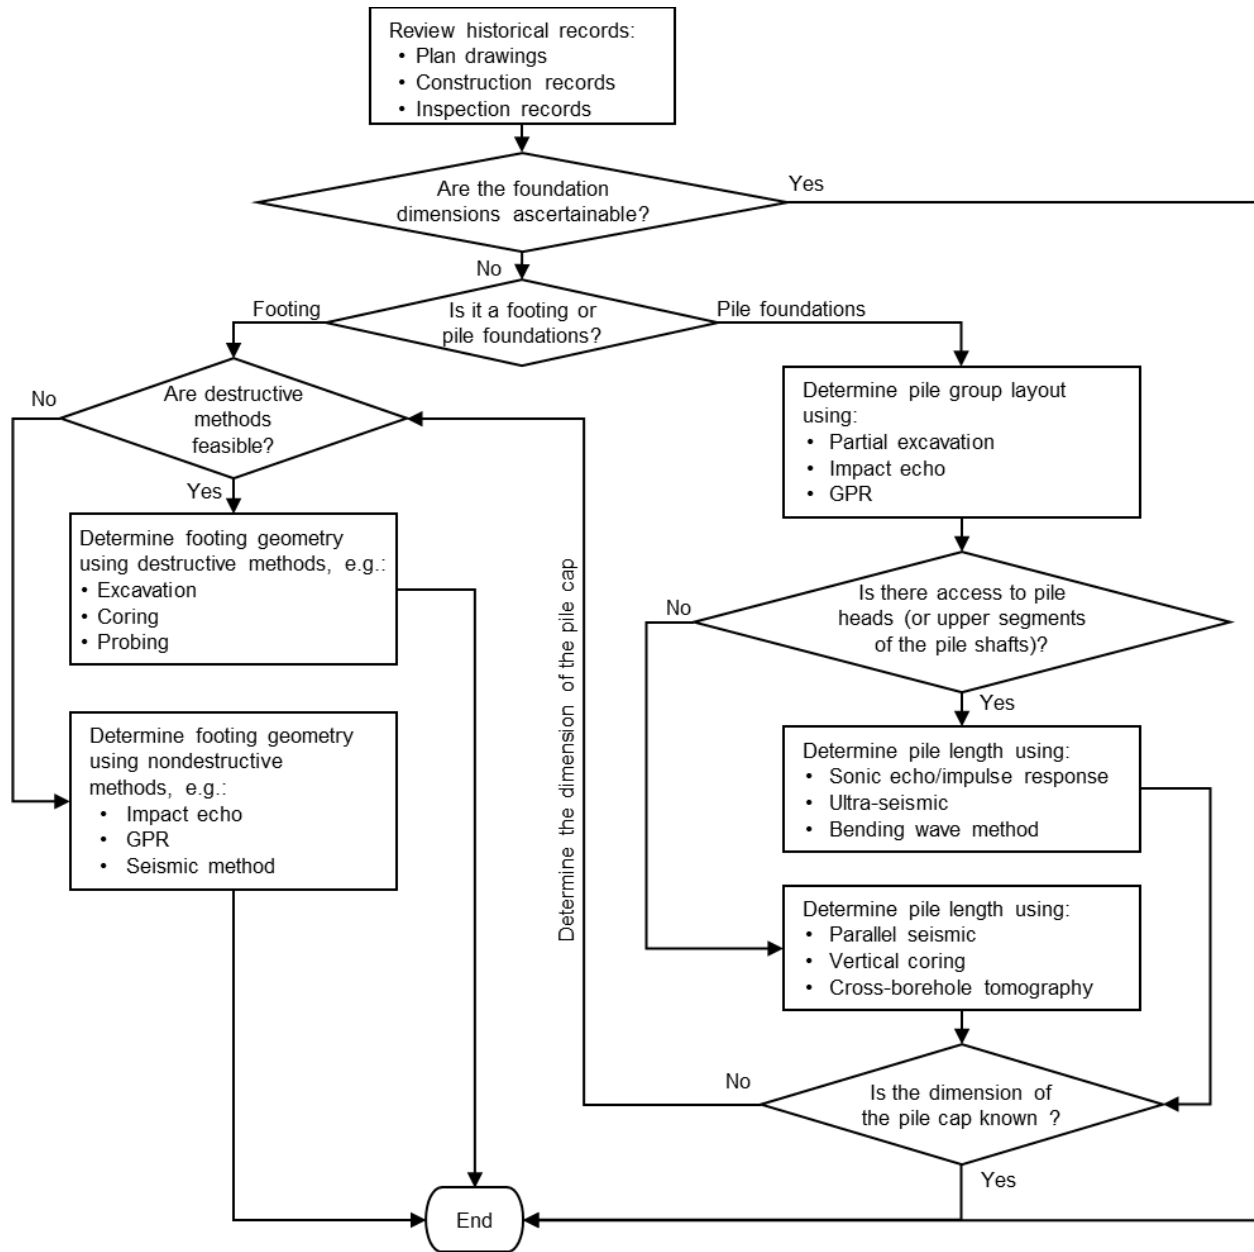 Review historical records:
• Plan drawings
• Construction records
• Inspection records
Are the foundation
dimensions ascertainable?
Yes
No
Is it a footing or
pile foundations?
Footing
Pile foundations
Are destructive
methods
feasible?
No
Yes
Determine footing geometry
using destructive methods, e.g.:
• Excavation
• Coring
• Probing
Determine footing geometry
using nondestructive
methods, e.g.:
• Impact echo
• GPR
• Seismic method
Determine the dimension of the pile cap
Determine pile group layout
using:
• Partial excavation
• Impact echo
• GPR
Is there access to pile
heads (or upper segments
of the pile shafts)?
No
Yes
Determine pile length using:
• Sonic echo/impulse response
• Ultra-seismic
• Bending wave method
Determine pile length using:
• Parallel seismic
• Vertical coring
• Cross-borehole tomography
Is the dimension of
the pile cap known ?
No
Yes
End